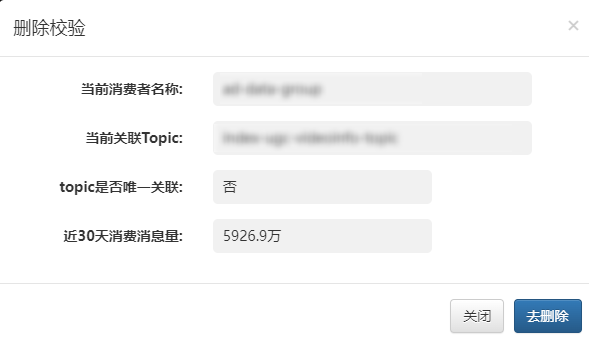 删除校验
×
当前消费者名称:
当前关联Topic:
topic是否唯一关联: 否
近30天消费消息量: 5926.9万
关闭 去删除